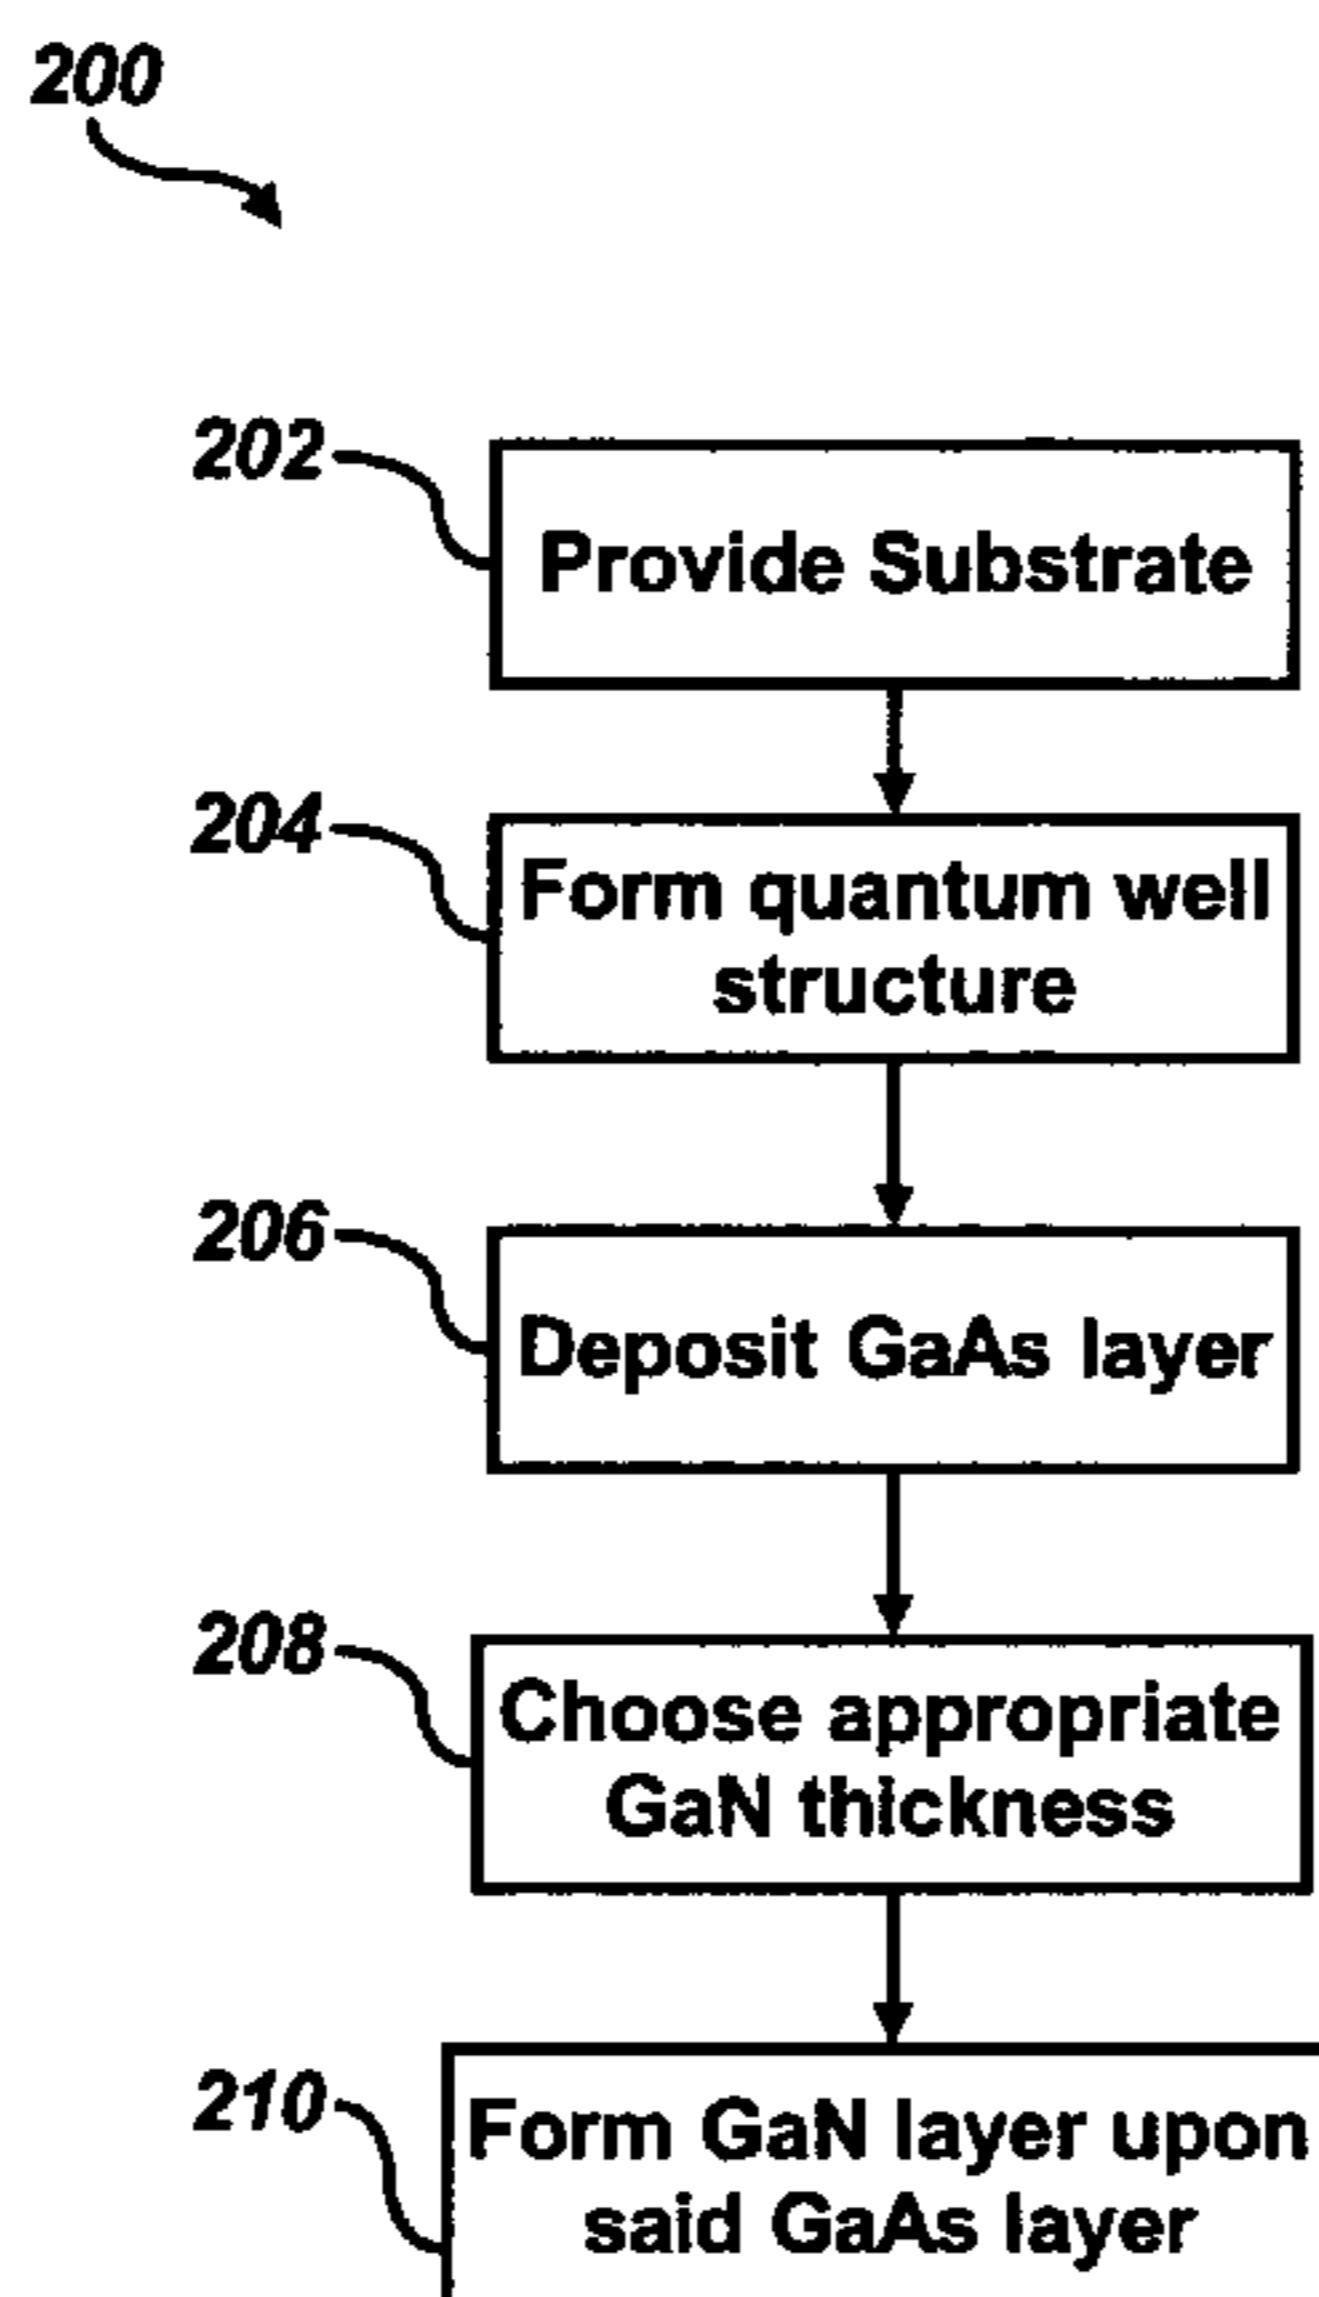 200
202
Provide Substrate
204
Form quantum well
structure
206
Deposit GaAs layer
208
Choose appropriate
GaN thickness
210
Form GaN layer upon
said GaAs layer